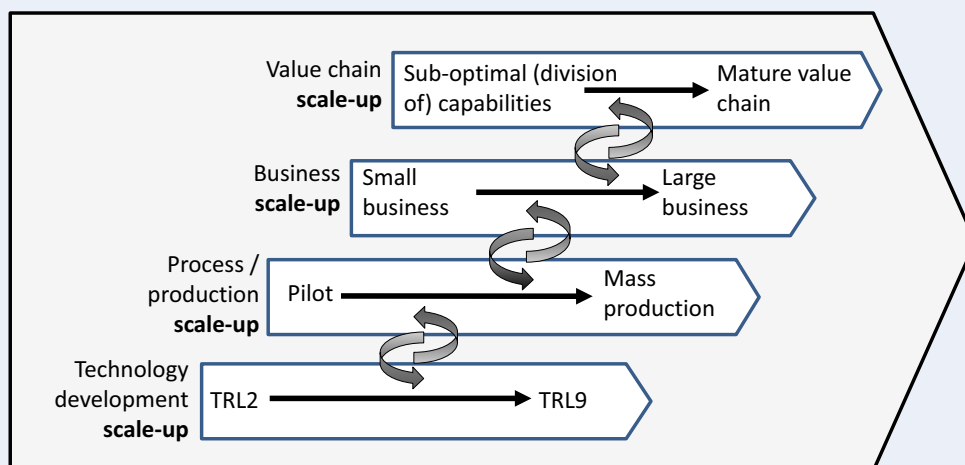 Value chain
scale-up
Sub-optimal (division
of) capabilities
Mature value
chain
Business
scale-up
Small
business
Large
business
Process /
production
scale-up
Pilot
Mass
production
Technology
development
scale-up
TRL2
TRL9